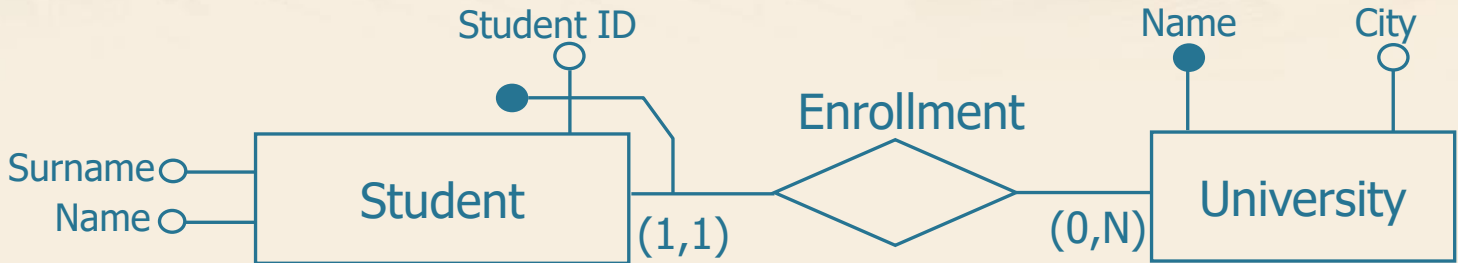 Student ID
Name
City
Enrollment
Surname
Name
Student
University
(1,1)
(0,N)